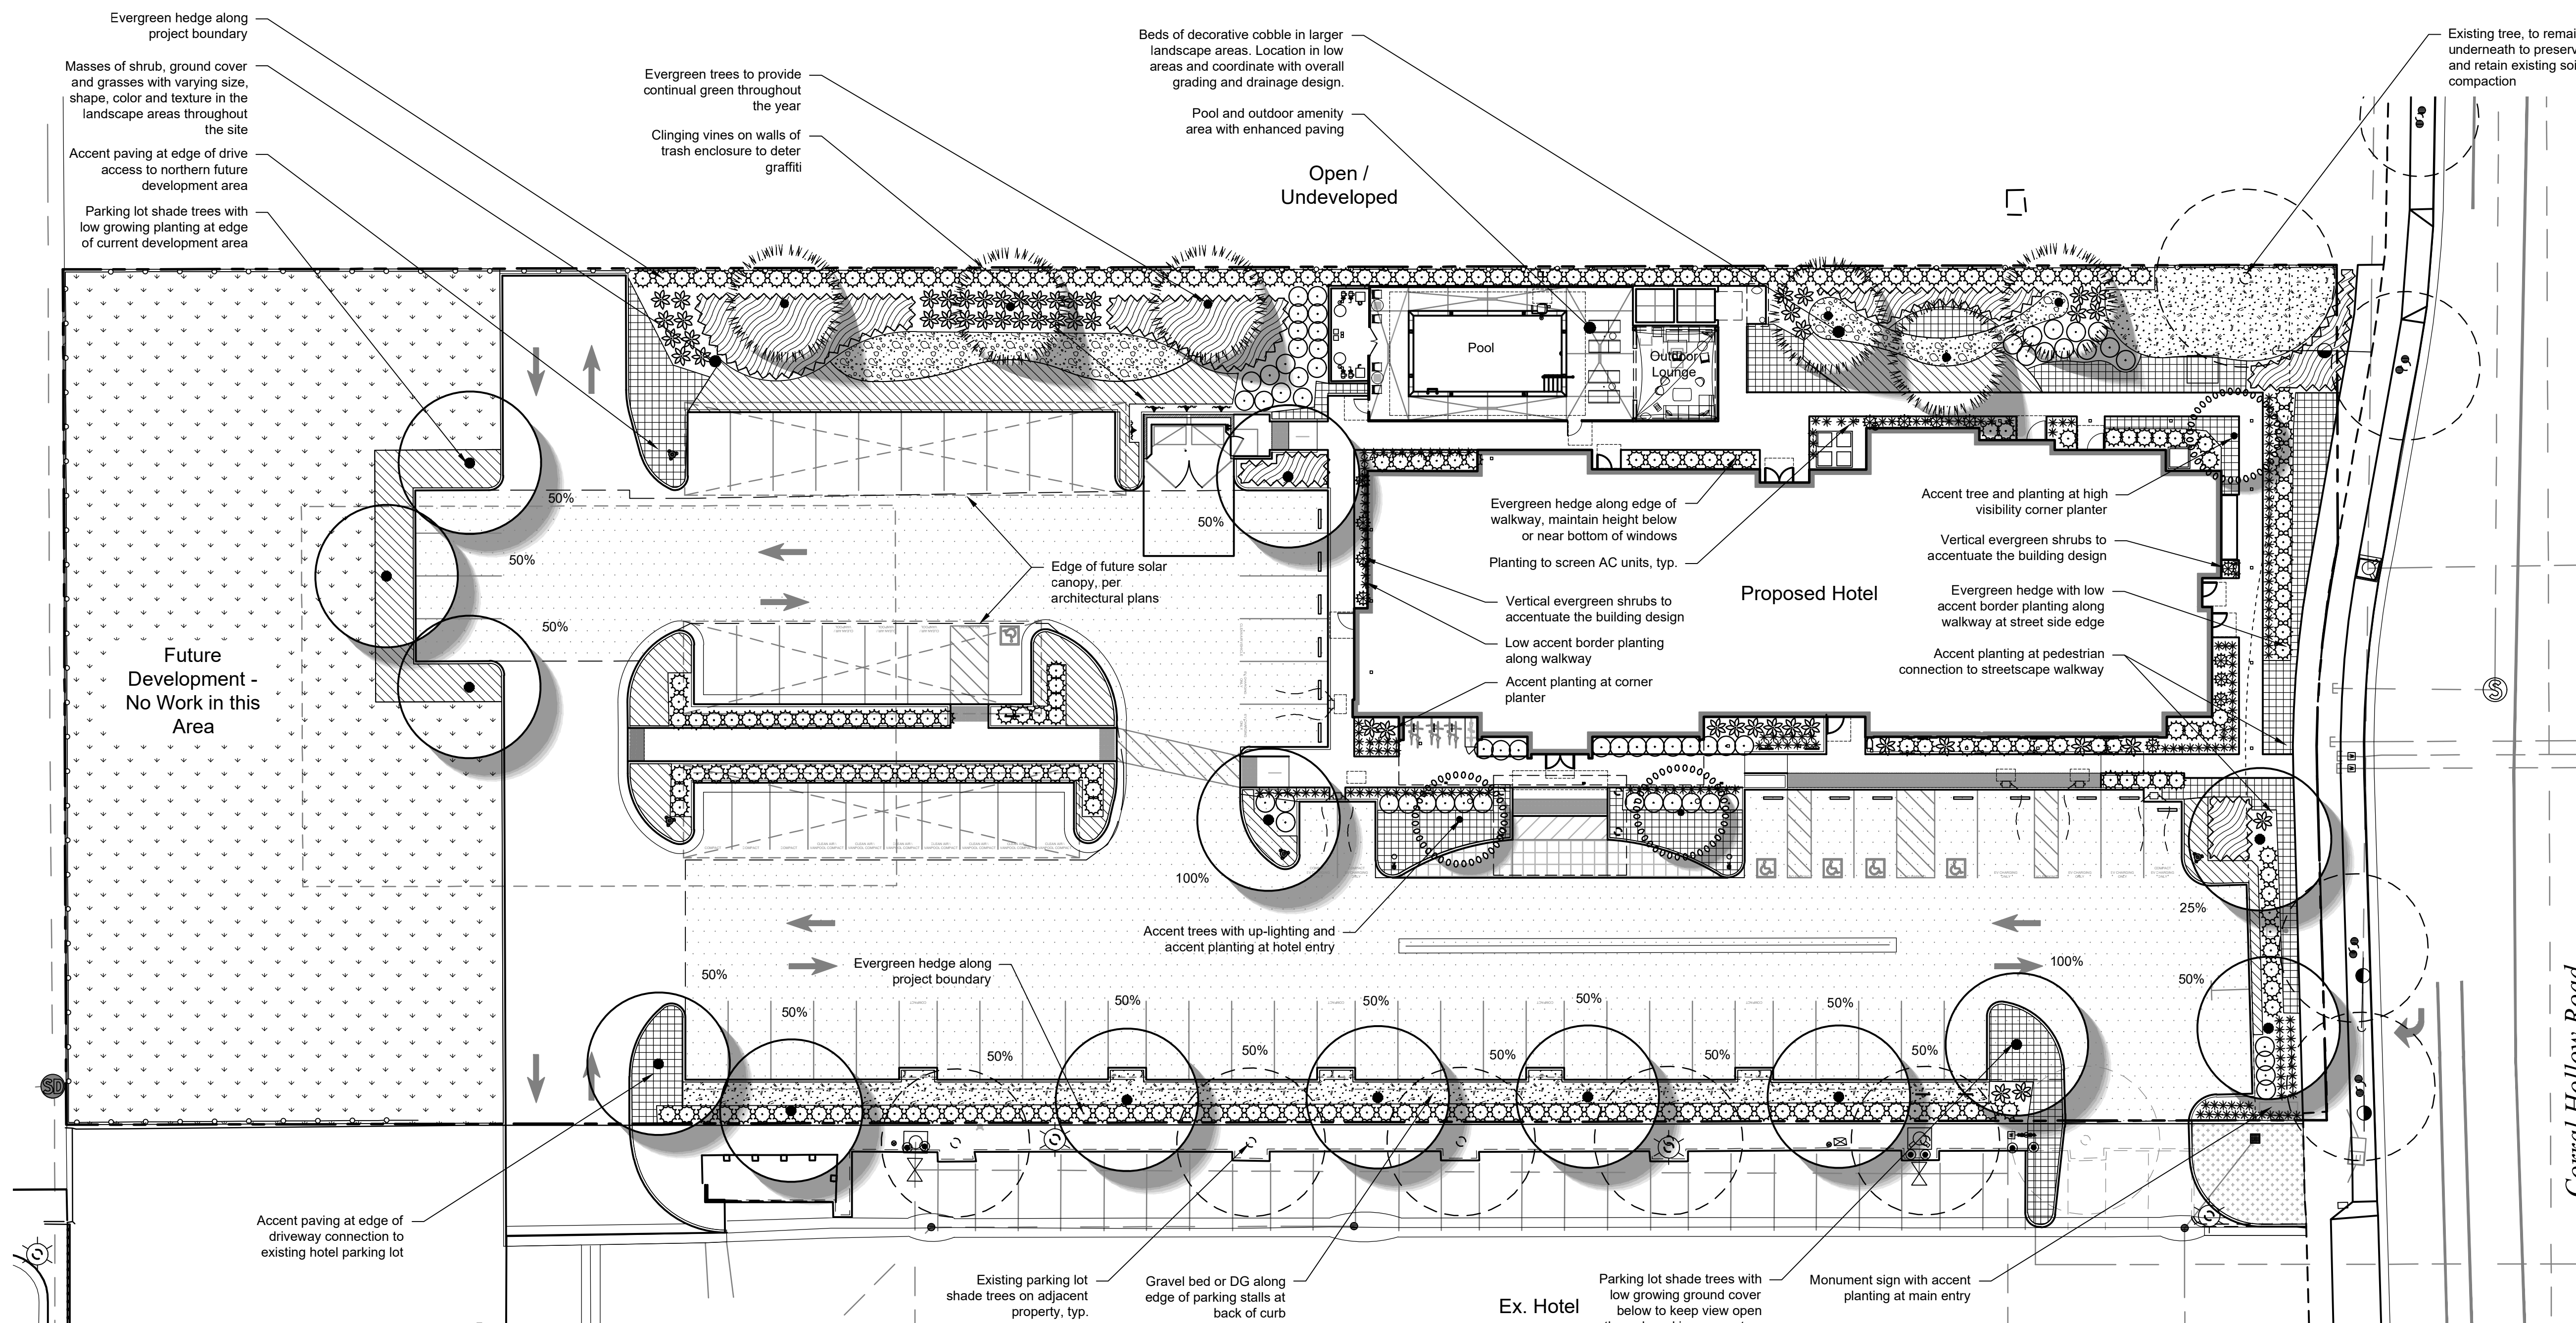 Evergreen hedge along
project boundary
Masses of shrub, ground cover
and grasses with varying size,
shape, color and texture in the
landscape areas throughout
the site
Accent paving at edge of drive
access to northern future
development area
Parking lot shade trees with
low growing planting at edge
of current development area
Evergreen trees to provide
continual green throughout
the year
Clinging vines on walls of
trash enclosure to deter
graffiti
Beds of decorative cobble in larger
landscape areas. Location in low
areas and coordinate with overall
grading and drainage design.
Pool and outdoor amenity
area with enhanced paving
Open /
Undeveloped
Existing tree, to remain
underneath to preserv
and retain existing soi
compaction
Pool
Outdoor
Lounge
50%
50%
50%
50%
Edge of future solar
canopy, per
architectural plans
Evergreen hedge along edge of
walkway, maintain height below
or near bottom of windows
Planting to screen AC units, typ.
Vertical evergreen shrubs to
accentuate the building design
Low accent border planting
along walkway
Accent planting at corner
planter
Proposed Hotel
Accent tree and planting at high
visibility corner planter
Vertical evergreen shrubs to
accentuate the building design
Evergreen hedge with low
accent border planting along
walkway at street side edge
Accent planting at pedestrian
connection to streetscape walkway
Future
Development -
No Work in this
Area
S
COMPACT
COMPACT
COMPACT
100%
25%
Accent trees with up-lighting and
accent planting at hotel entry
Evergreen hedge along
project boundary
50%
50%
50%
50%
50%
50%
50%
50%
50%
50%
50%
50%
100%
50%
SD
Corral Hollow Road
Accent paving at edge of
driveway connection to
existing hotel parking lot
Existing parking lot
shade trees on adjacent
property, typ.
Gravel bed or DG along
edge of parking stalls at
back of curb
Ex. Hotel
Parking lot shade trees with
low growing ground cover
below to keep view open
Monument sign with accent
planting at main entry